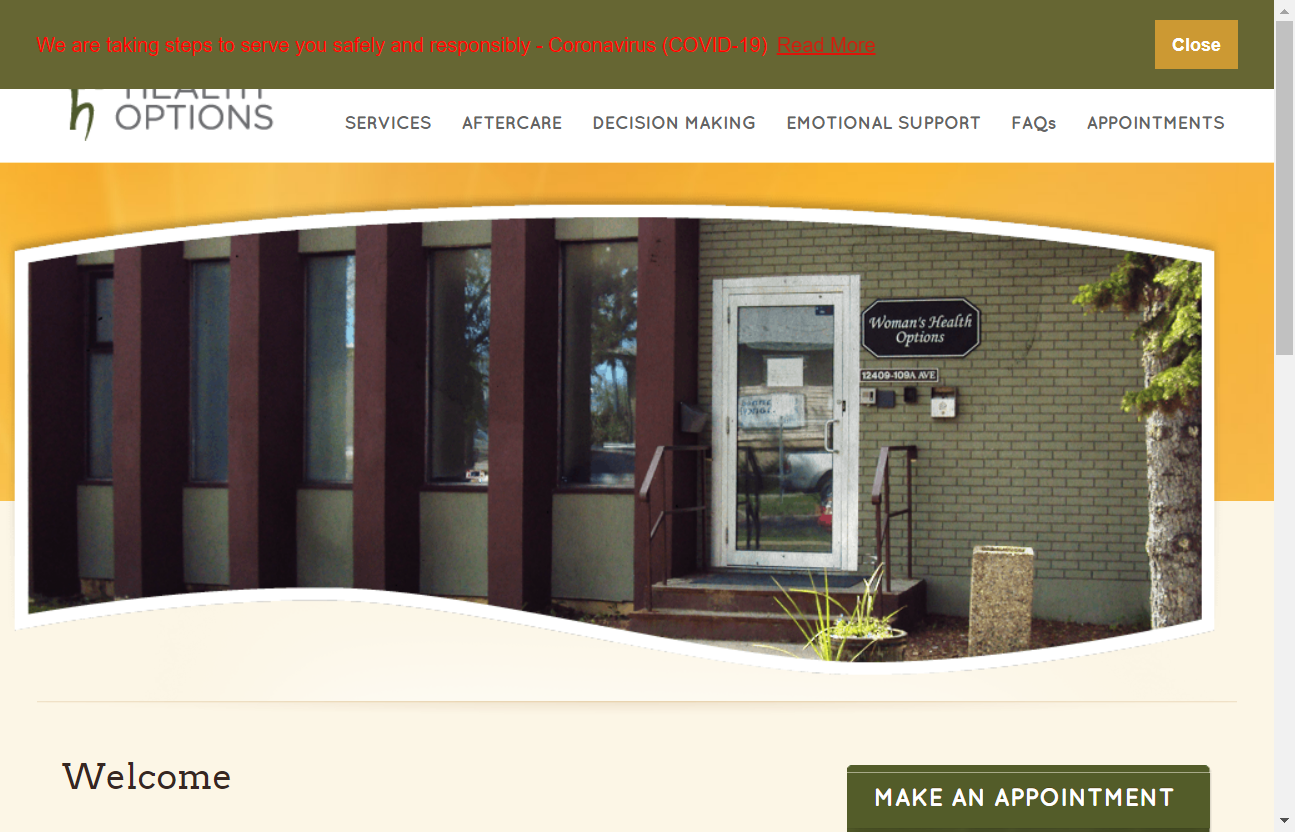 We are taking steps to serve you safely and responsibly - Coronavirus (COVID-19) Read More
Close
HEALTH
OPTIONS
SERVICES
AFTERCARE
DECISION MAKING
EMOTIONAL SUPPORT
FAQs
APPOINTMENTS
Woman's Health
Options
12409-109A AVE
Welcome
MAKE AN APPOINTMENT